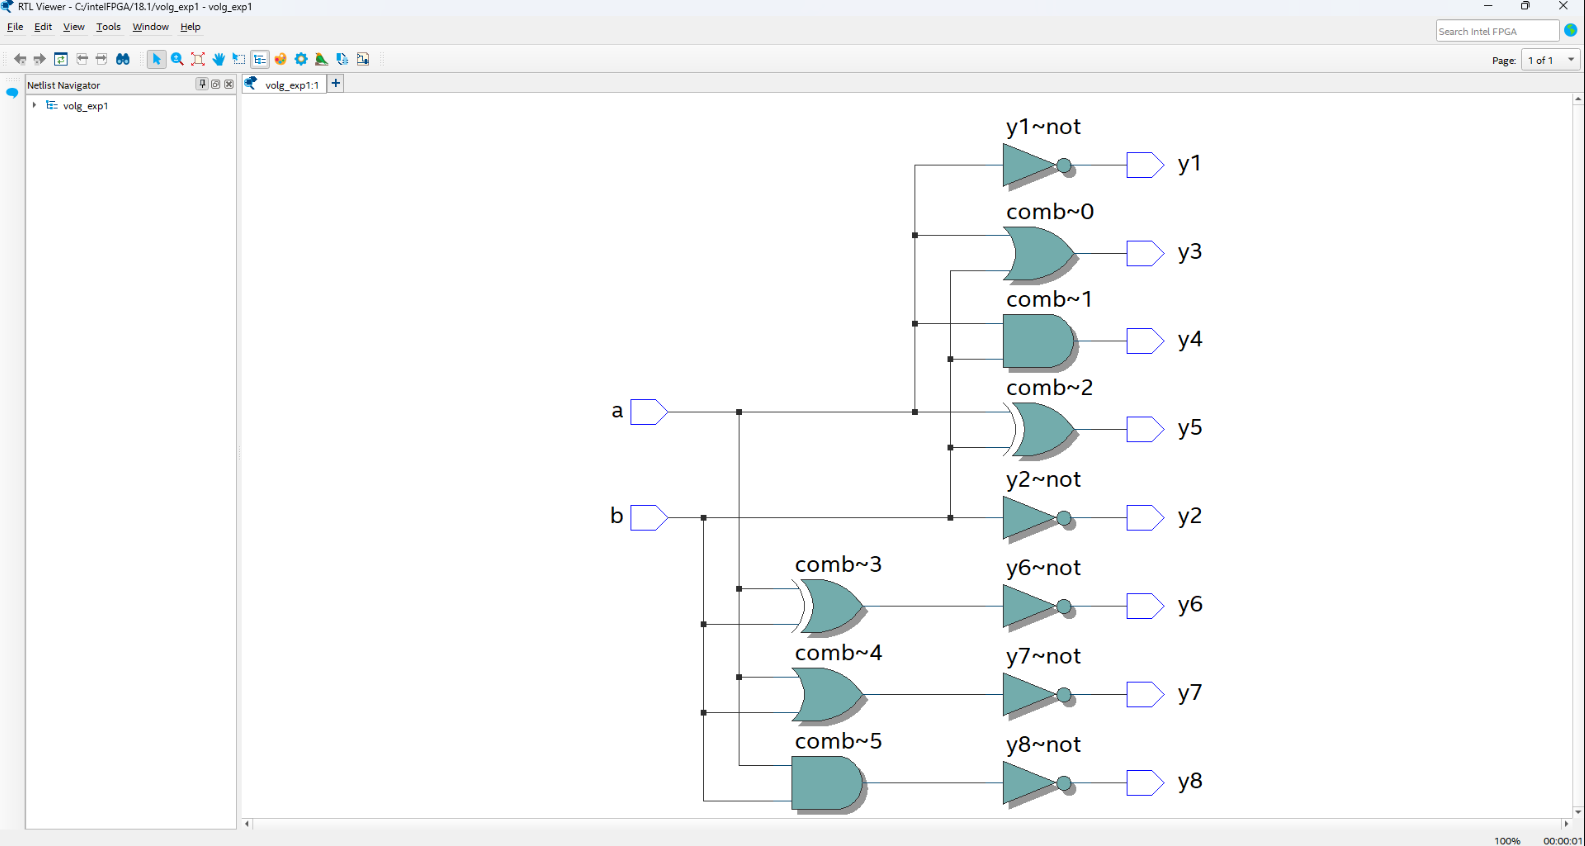 RTL Viewer - C:/intelFPGA/18.1/volg_exp1 - volg_exp1
File Edit View Tools Window Help
Search Intel FPGA
Page: 1 of 1
Netlist Navigator
volg_exp1:1
volg_exp1
y1~not
y1
comb~0
y3
comb~1
y4
comb~2
a
y5
y2~not
b
y2
comb~3
y6~not
y6
comb~4
y7~not
y7
comb~5
y8~not
y8
100% 00:00:01